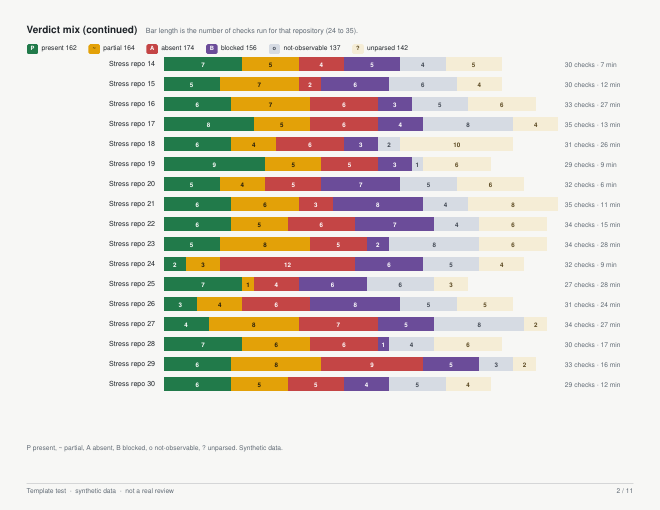 Verdict mix (continued) Bar length is the number of checks run for that repository (24 to 35).
P present 162 ~ partial 164 A absent 174 B blocked 156 o not-observable 137 ? unparsed 142
Stress repo 14 7 5 4 5 4 5 30 checks · 7 min
Stress repo 15 5 7 2 6 6 4 30 checks · 12 min
Stress repo 16 6 7 6 3 5 6 33 checks · 27 min
Stress repo 17 8 5 6 4 8 4 35 checks · 13 min
Stress repo 18 6 4 6 3 2 10 31 checks · 26 min
Stress repo 19 9 5 5 3 1 6 29 checks · 9 min
Stress repo 20 5 4 5 7 5 6 32 checks · 6 min
Stress repo 21 6 6 3 8 4 8 35 checks · 11 min
Stress repo 22 6 5 6 7 4 6 34 checks · 15 min
Stress repo 23 5 8 5 2 8 6 34 checks · 28 min
Stress repo 24 2 3 12 6 5 4 32 checks · 9 min
Stress repo 25 7 1 4 6 6 3 27 checks · 28 min
Stress repo 26 3 4 6 8 5 5 31 checks · 24 min
Stress repo 27 4 8 7 5 8 2 34 checks · 27 min
Stress repo 28 7 6 6 1 4 6 30 checks · 17 min
Stress repo 29 6 8 9 5 3 2 33 checks · 16 min
Stress repo 30 6 5 5 4 5 4 29 checks · 12 min
P present, ~ partial, A absent, B blocked, o not-observable, ? unparsed. Synthetic data.
Template test · synthetic data · not a real review 2 / 11